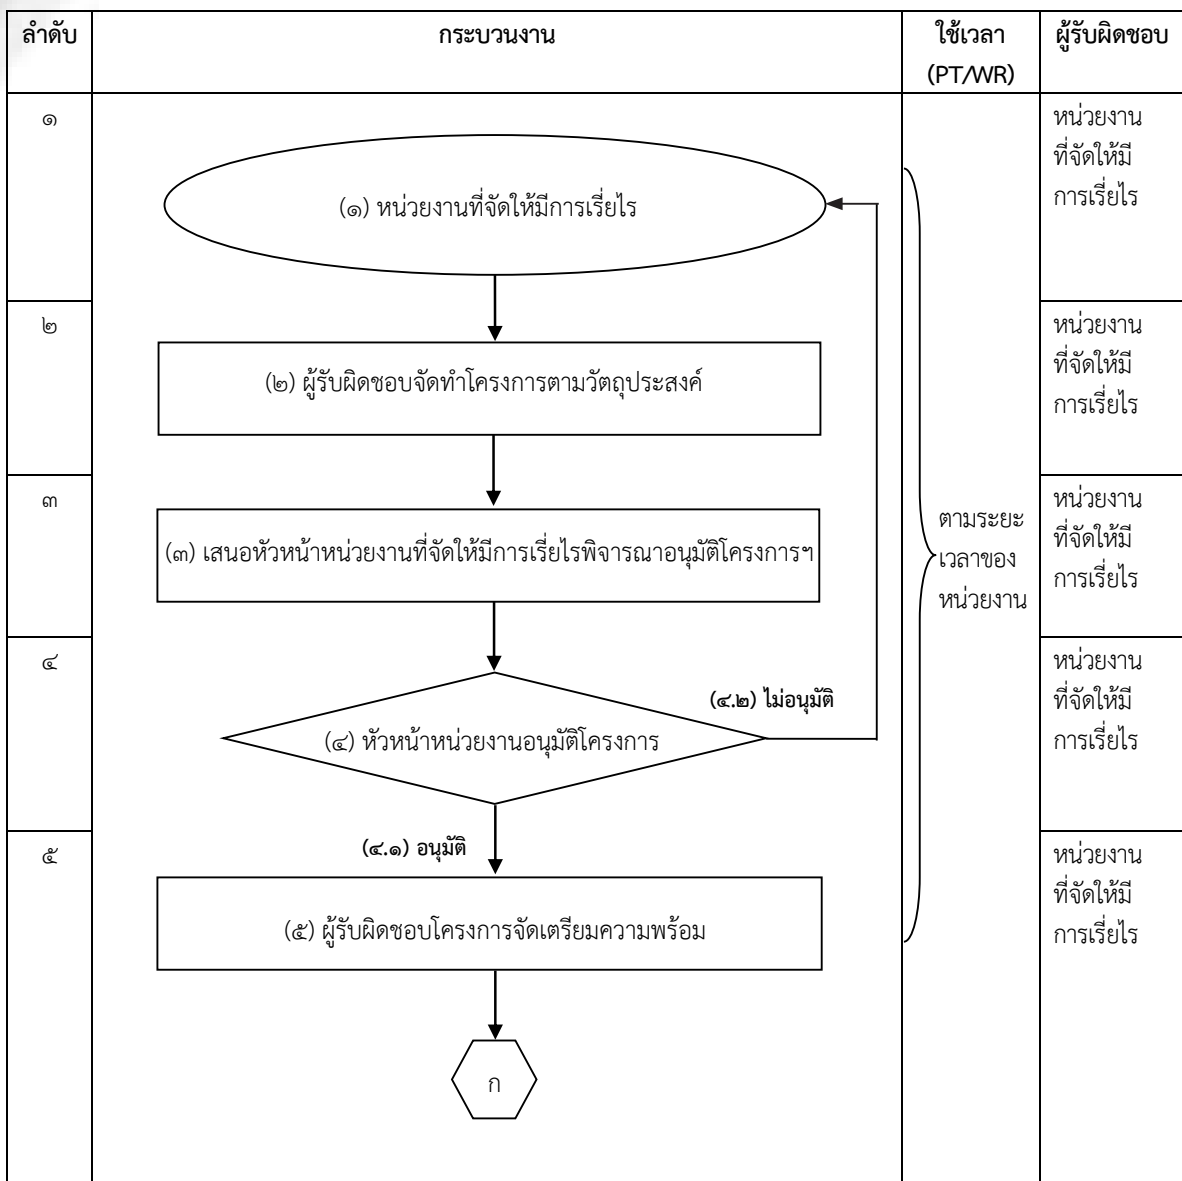 ลำดับ
กระบวนงาน
ใช้เวลา
(PT/WR)
ผู้รับผิดชอบ
๑
(๑) หน่วยงานที่จัดให้มีการเรี่ยไร
หน่วยงาน
ที่จัดให้มี
การเรี่ยไร
๒
(๒) ผู้รับผิดชอบจัดทำโครงการตามวัตถุประสงค์
หน่วยงาน
ที่จัดให้มี
การเรี่ยไร
๓
(๓) เสนอหัวหน้าหน่วยงานที่จัดให้มีการเรี่ยไรพิจารณาอนุมัติโครงการฯ
ตามระยะ
เวลาของ
หน่วยงาน
หน่วยงาน
ที่จัดให้มี
การเรี่ยไร
๔
(๔.๒) ไม่อนุมัติ
(๔) หัวหน้าหน่วยงานอนุมัติโครงการ
หน่วยงาน
ที่จัดให้มี
การเรี่ยไร
๕
(๔.๑) อนุมัติ
(๕) ผู้รับผิดชอบโครงการจัดเตรียมความพร้อม
หน่วยงาน
ที่จัดให้มี
การเรี่ยไร
ก